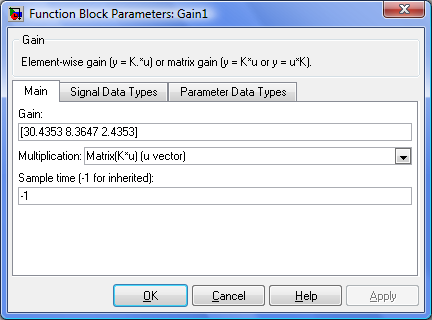 Function Block Parameters: Gain1
Gain
Element-wise gain (y = K.*u) or matrix gain (y = K*u or y = u*K).
Main Signal Data Types Parameter Data Types
Gain:
[30.4353 8.3647 2.4353]
Multiplication: Matrix(K*u) (u vector)
Sample time (-1 for inherited):
-1
OK Cancel Help Apply